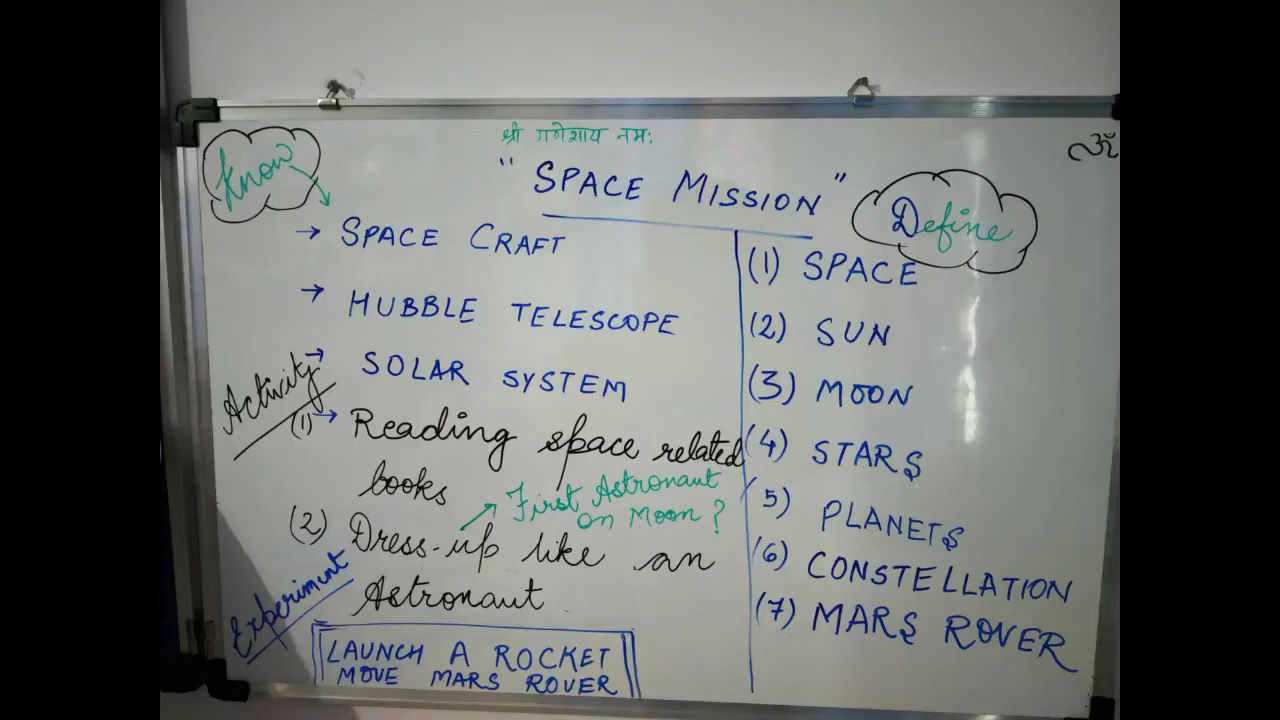 श्री गणेशाय नमः
ॐ
Know
" SPACE MISSION "
Define
→ SPACE CRAFT
→ HUBBLE TELESCOPE
→ SOLAR SYSTEM
Activity
(1) → Reading space related
books
→ First Astronaut
on Moon ?
(2) Dress-up like an
Astronaut
Experiment
LAUNCH A ROCKET
MOVE MARS ROVER
(1) SPACE
(2) SUN
(3) MOON
(4) STARS
(5) PLANETS
(6) CONSTELLATION
(7) MARS ROVER